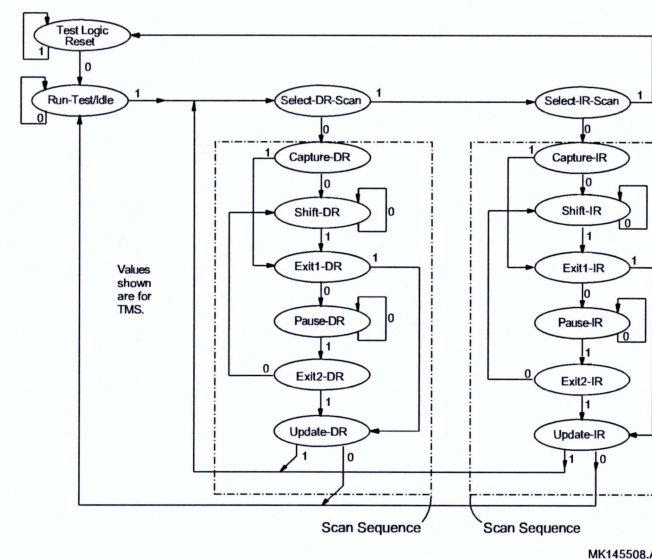 Test Logic
Reset
1
0
Run-Test/Idle
1
0
Select-DR-Scan
1
Select-IR-Scan
1
0
0
1
Capture-DR
0
1
Capture-IR
0
Shift-DR
0
1
Shift-IR
0
1
Values
shown
are for
TMS.
Exit1-DR
1
0
Exit1-IR
1
0
Pause-DR
0
1
Pause-IR
0
1
0
Exit2-DR
1
0
Exit2-IR
1
Update-DR
1
0
Update-IR
1
0
Scan Sequence
Scan Sequence
MK145508.A